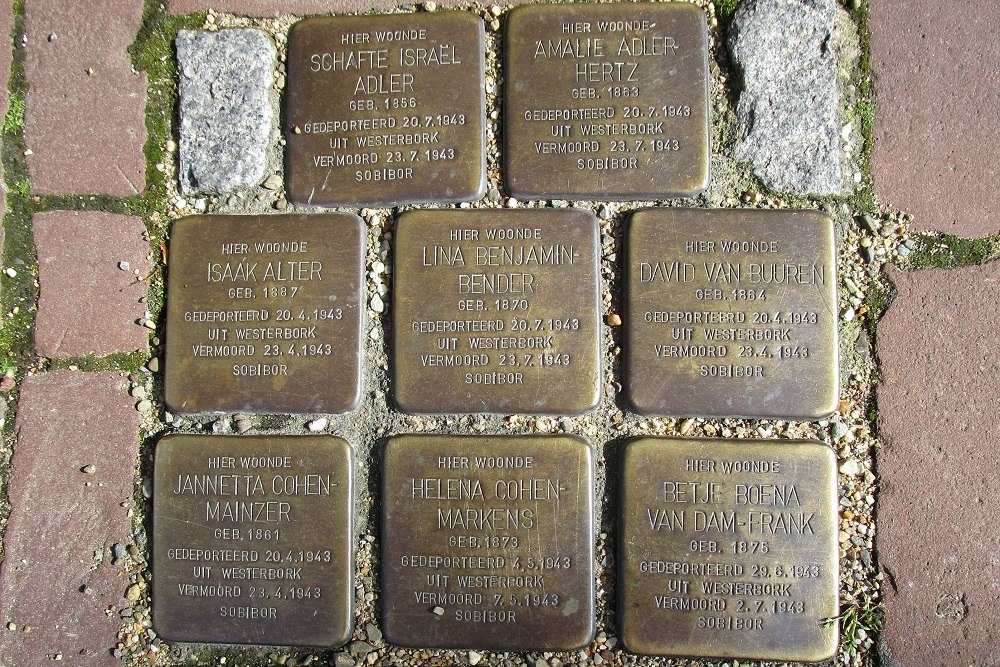 HIER WOONDE
SCHAFTE ISRAËL
ADLER
GEB. 1856
GEDEPORTEERD 20.7.1943
UIT WESTERBORK
VERMOORD 23.7.1943
SOBIBOR
HIER WOONDE
AMALIE ADLER-
HERTZ
GEB. 1863
GEDEPORTEERD 20.7.1943
UIT WESTERBORK
VERMOORD 23.7.1943
SOBIBOR
HIER WOONDE
ISAÄK ALTER
GEB. 1887
GEDEPORTEERD 20.4.1943
UIT WESTERBORK
VERMOORD 23.4.1943
SOBIBOR
HIER WOONDE
LINA BENJAMIN-
BENDER
GEB. 1870
GEDEPORTEERD 20.7.1943
UIT WESTERBORK
VERMOORD 23.7.1943
SOBIBOR
HIER WOONDE
DAVID VAN BUUREN
GEB. 1864
GEDEPORTEERD 20.4.1943
UIT WESTERBORK
VERMOORD 23.4.1943
SOBIBOR
HIER WOONDE
JANNETTA COHEN-
MAINZER
GEB. 1861
GEDEPORTEERD 20.4.1943
UIT WESTERBORK
VERMOORD 23.4.1943
SOBIBOR
HIER WOONDE
HELENA COHEN-
MARKENS
GEB. 1873
GEDEPORTEERD 4.5.1943
UIT WESTERBORK
VERMOORD 7.5.1943
SOBIBOR
HIER WOONDE
BETJE BOENA
VAN DAM-FRANK
GEB. 1875
GEDEPORTEERD 29.6.1943
UIT WESTERBORK
VERMOORD 2.7.1943
SOBIBOR